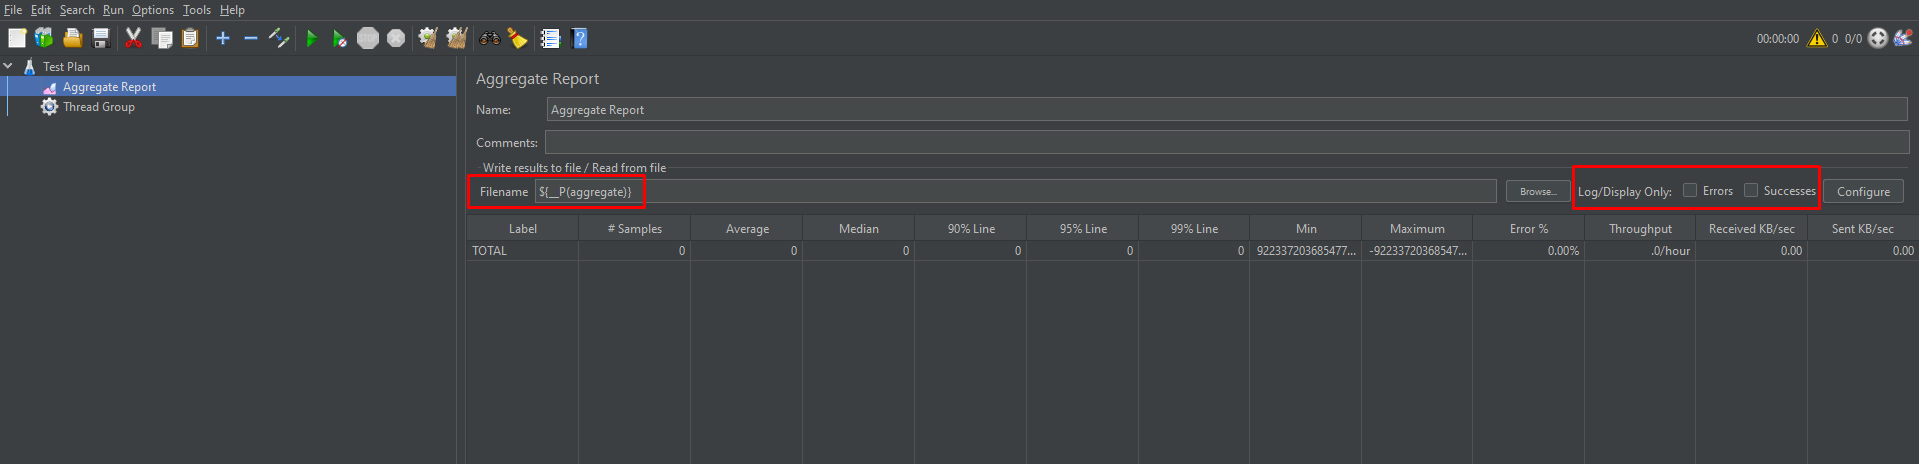 File Edit Search Run Options Tools Help
STOP
00:00:00 0 0/0
Test Plan
Aggregate Report
Thread Group
Aggregate Report
Name: Aggregate Report
Comments:
Write results to file / Read from file
Filename ${__P(aggregate)} Browse... Log/Display Only: Errors Successes Configure
Label # Samples Average Median 90% Line 95% Line 99% Line Min Maximum Error % Throughput Received KB/sec Sent KB/sec
TOTAL 0 0 0 0 0 0 922337203685477... -92233720368547... 0.00% .0/hour 0.00 0.00